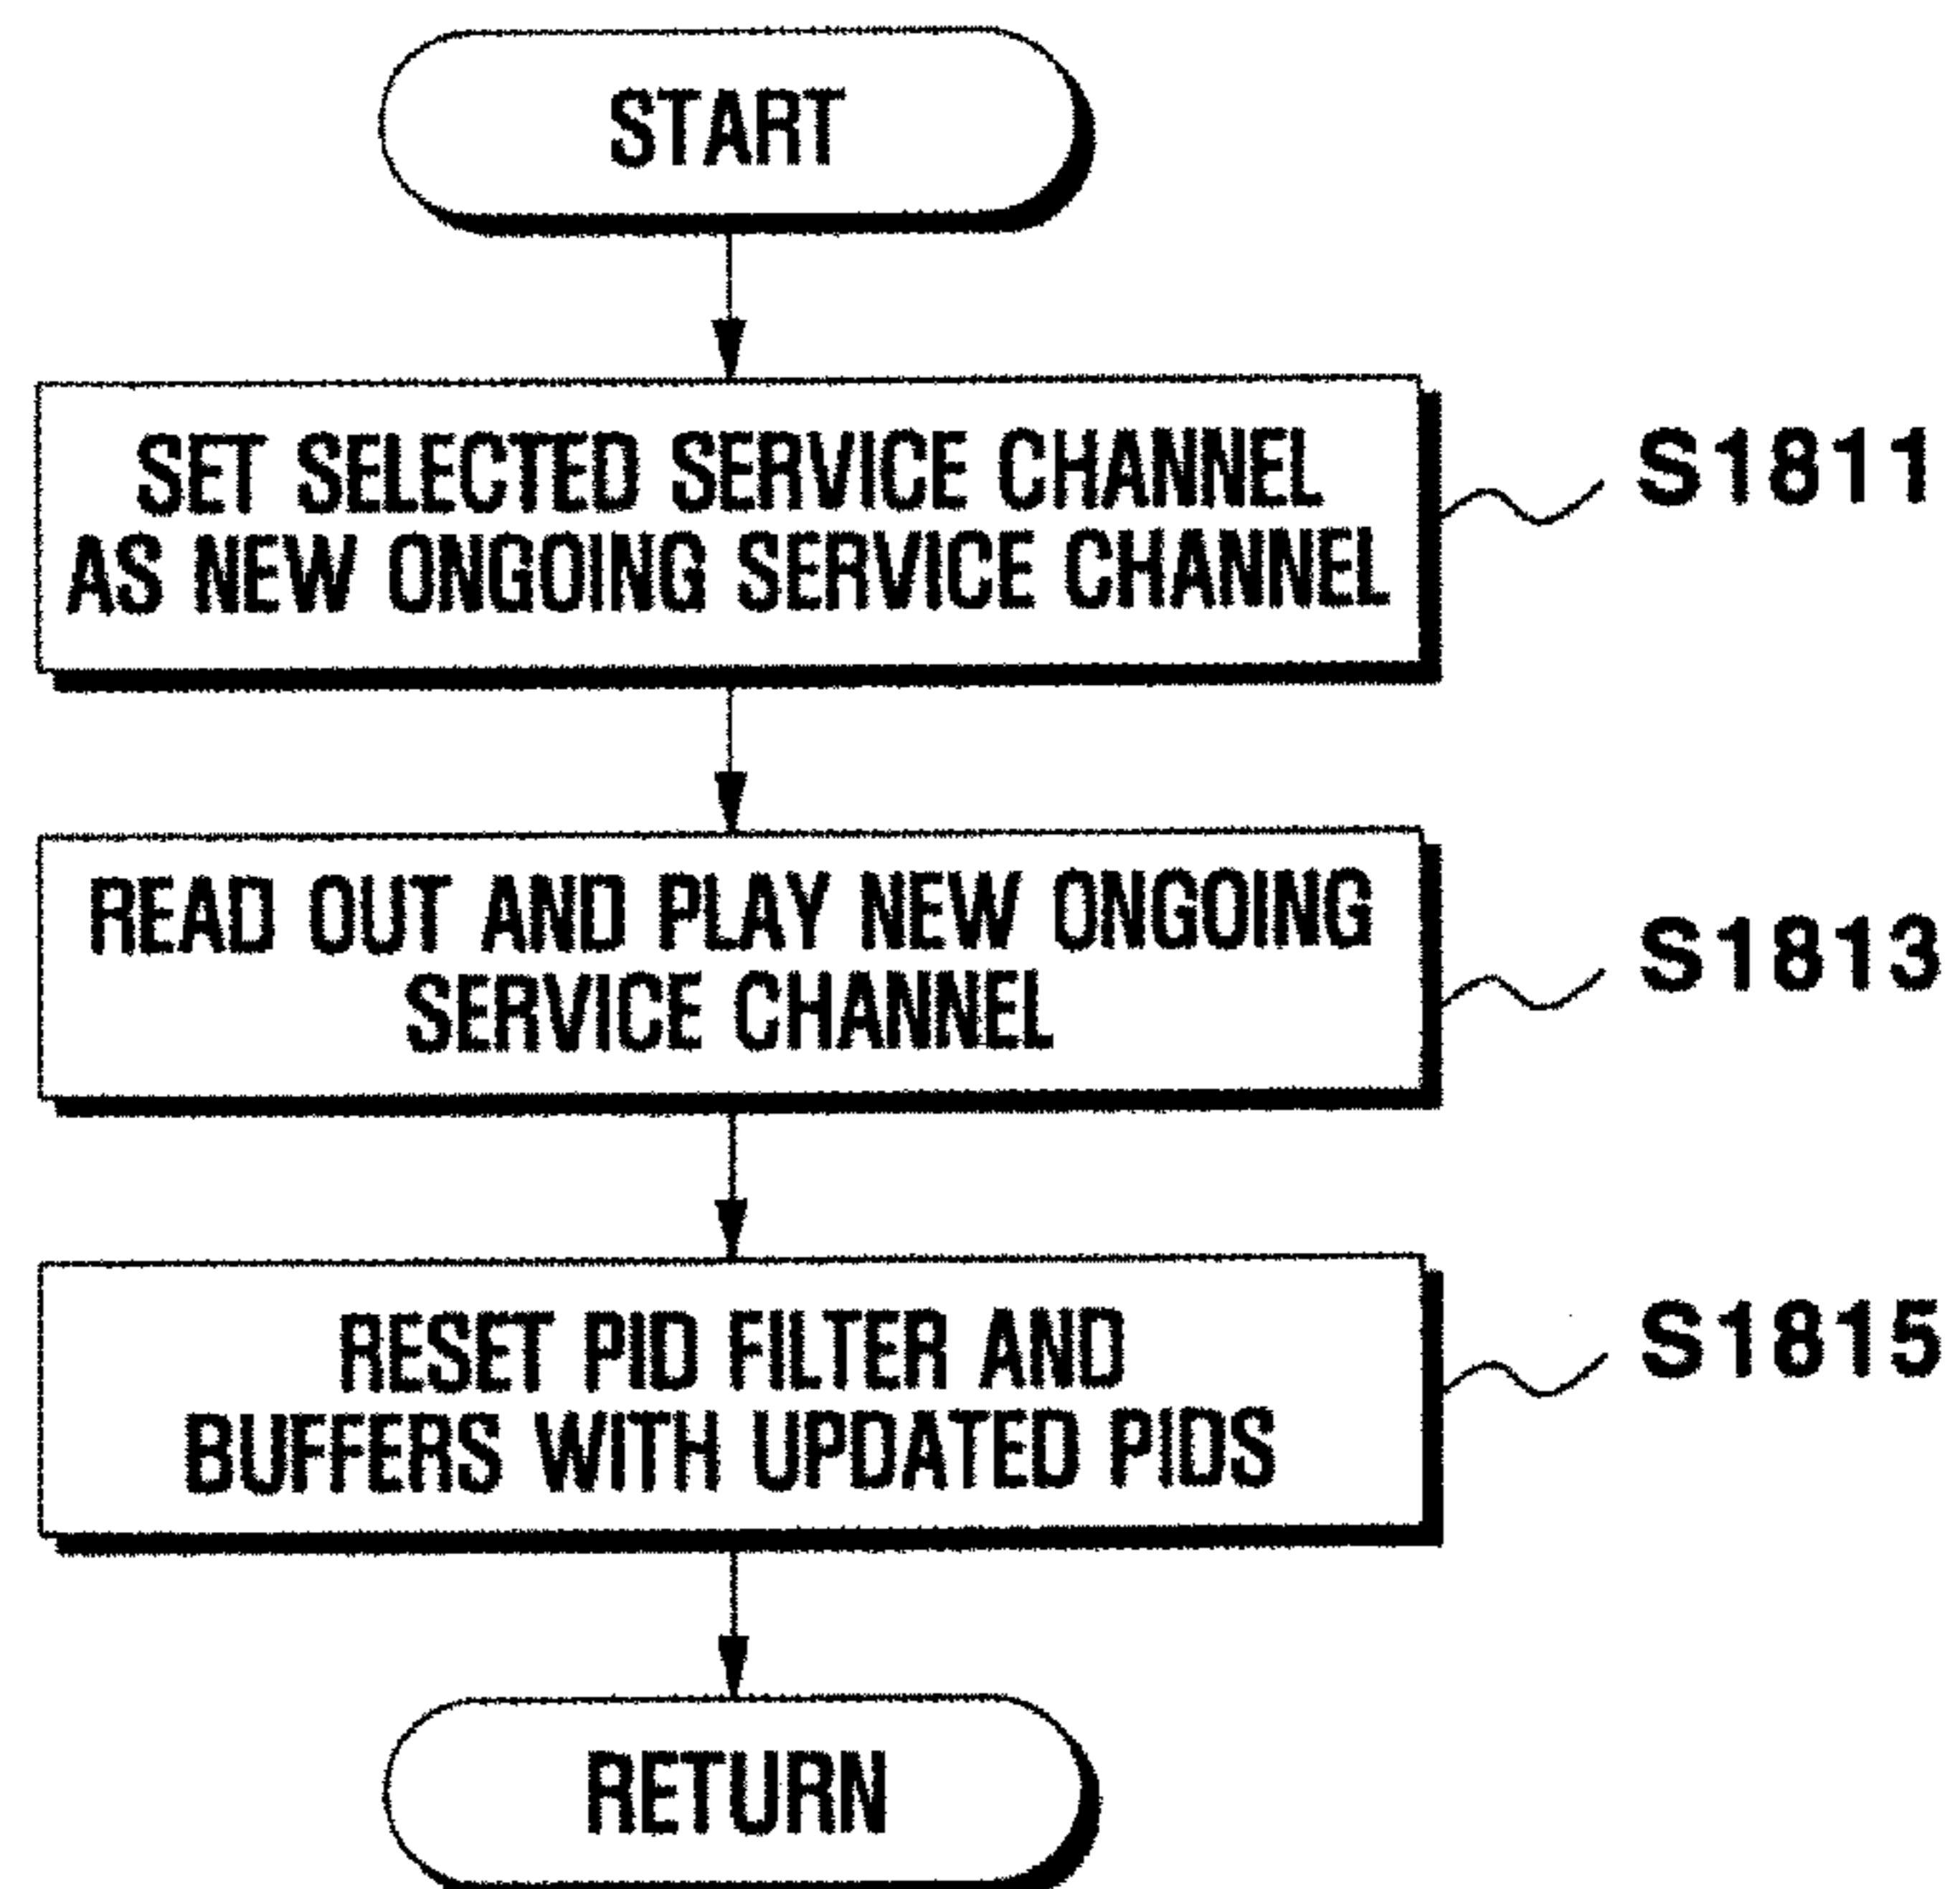 START
SET SELECTED SERVICE CHANNEL
AS NEW ONGOING SERVICE CHANNEL
S1811
READ OUT AND PLAY NEW ONGOING
SERVICE CHANNEL
S1813
RESET PID FILTER AND
BUFFERS WITH UPDATED PIDS
S1815
RETURN